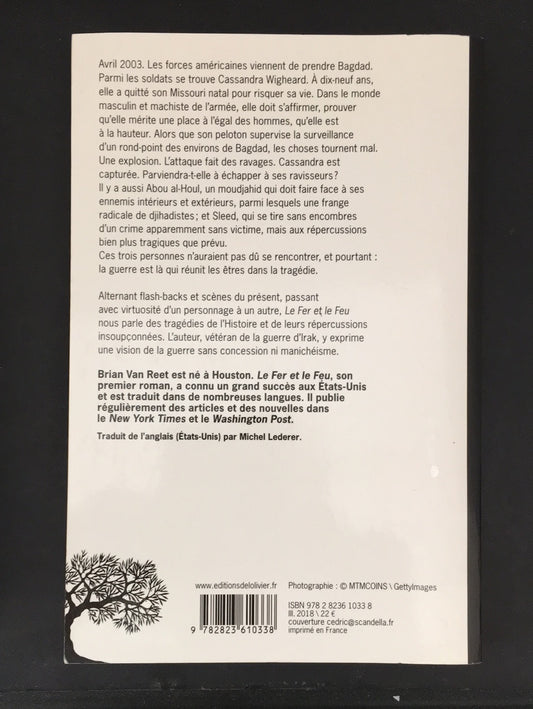 Avril 2003. Les forces américaines viennent de prendre Bagdad.
Parmi les soldats se trouve Cassandra Wigheard. À dix-neuf ans,
elle a quitté son Missouri natal pour risquer sa vie. Dans le monde
masculin et machiste de l'armée, elle doit s'affirmer, prouver
qu'elle mérite une place à l'égal des hommes, qu'elle est
à la hauteur. Alors que son peloton supervise la surveillance
d'un rond-point des environs de Bagdad, les choses tournent mal.
Une explosion. L'attaque fait des ravages. Cassandra est
capturée. Parviendra-t-elle à échapper à ses ravisseurs ?
Il y a aussi Abou al-Houl, un moudjahid qui doit faire face à ses
ennemis intérieurs et extérieurs, parmi lesquels une frange
radicale de djihadistes ; et Sleed, qui se tire sans encombres
d'un crime apparemment sans victime, mais aux répercussions
bien plus tragiques que prévu.
Ces trois personnes n'auraient pas dû se rencontrer, et pourtant :
la guerre est là qui réunit les êtres dans la tragédie.
Alternant flash-backs et scènes du présent, passant
avec virtuosité d'un personnage à un autre, Le Fer et le Feu
nous parle des tragédies de l'Histoire et de leurs répercussions
insoupçonnées. L'auteur, vétéran de la guerre d'Irak, y exprime
une vision de la guerre sans concession ni manichéisme.
Brian Van Reet est né à Houston. Le Fer et le Feu, son
premier roman, a connu un grand succès aux États-Unis
et est traduit dans de nombreuses langues. Il publie
régulièrement des articles et des nouvelles dans
le New York Times et le Washington Post.
Traduit de l'anglais (États-Unis) par Michel Lederer.
www.editionsdelolivier.fr
Photographie : © MTMCOINS \ GettyImages
ISBN 978 2 8236 1033 8
III. 2018 \ 22 €
couverture cedric@scandella.fr
imprimé en France
9 782823 610338